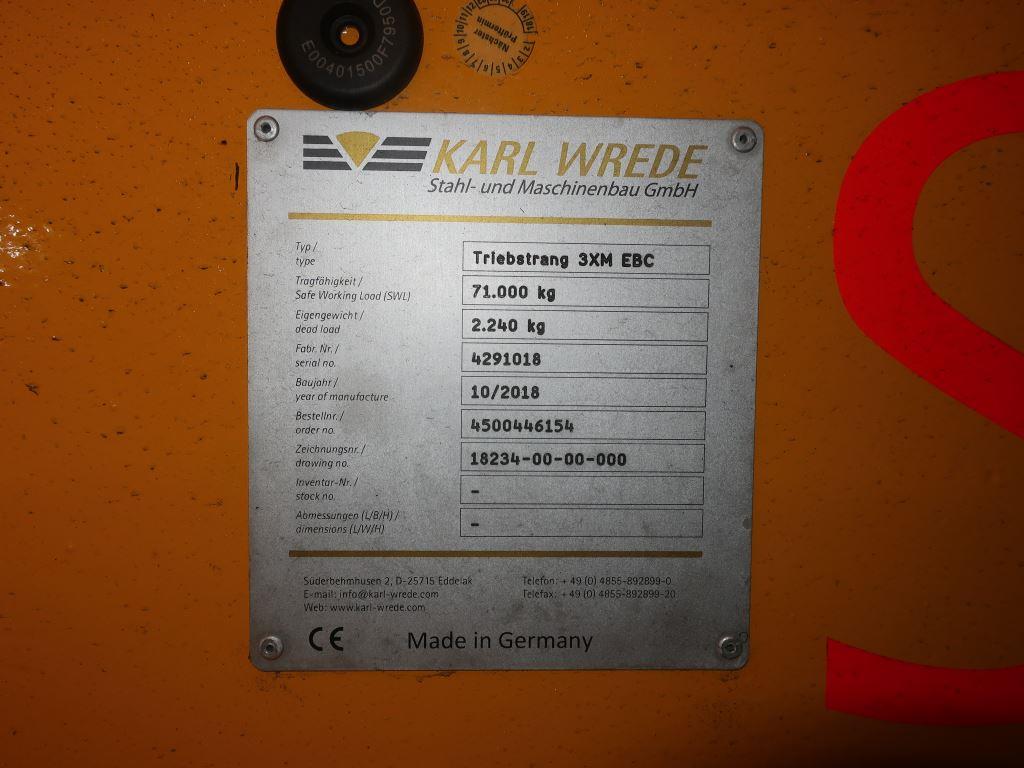 E00401500F795
Nächster
Prüftermin
KARL WREDE
Stahl- und Maschinenbau GmbH
Typ /
type
Triebstrang 3XM EBC
Tragfähigkeit /
Safe Working Load (SWL)
71.000 kg
Eigengewicht /
dead load
2.240 kg
Fabr. Nr. /
serial no.
4291018
Baujahr /
year of manufacture
10/2018
Bestellnr. /
order no.
4500446154
Zeichnungsnr. /
drawing no.
18234-00-00-000
Inventar-Nr. /
stock no.
-
Abmessungen (L/B/H) /
dimensions (L/W/H)
-
Süderbehmhusen 2, D-25715 Eddelak
E-mail: info@karl-wrede.com
Web: www.karl-wrede.com
Telefon: + 49 (0) 4855-892899-0
Telefax: + 49 (0) 4855-892899-20
CE Made in Germany